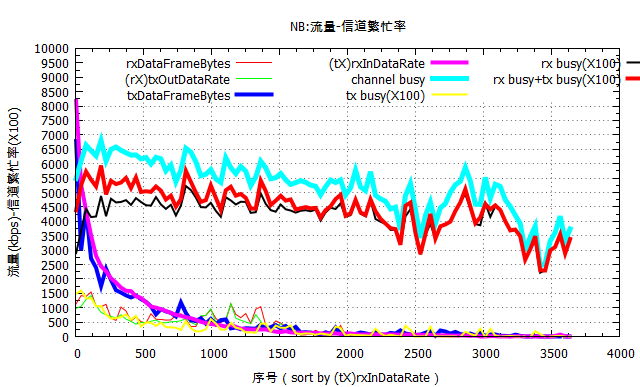 NB:流量-信道繁忙率
rxDataFrameBytes
(rX)txOutDataRate
txDataFrameBytes
(tX)rxInDataRate
channel busy
tx busy(X100)
rx busy(X100)
rx busy+tx busy(X100)
流量(kbps)-信道繁忙率(X100)
10000
9500
9000
8500
8000
7500
7000
6500
6000
5500
5000
4500
4000
3500
3000
2500
2000
1500
1000
500
0
0 500 1000 1500 2000 2500 3000 3500 4000
序号 ( sort by (tX)rxInDataRate )